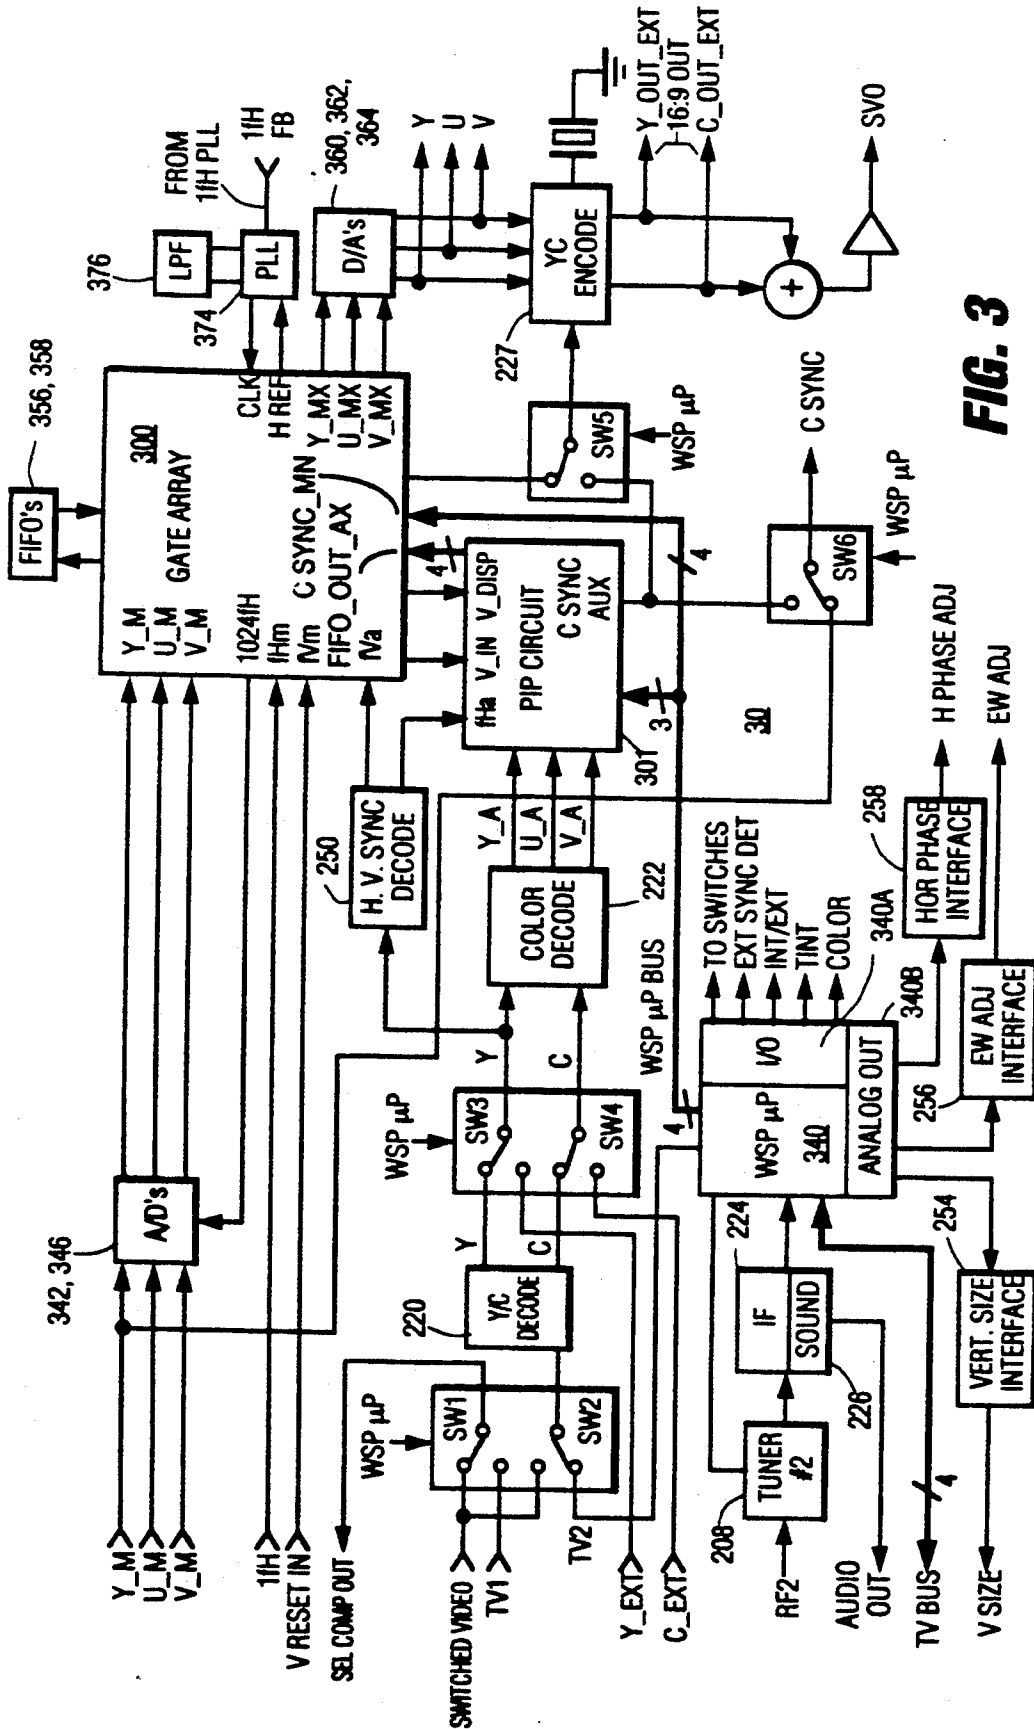 Y_M
U_M
V_M
1fH
V RESET IN
SEL COMP OUT
SWITCHED VIDEO
TV1
TV2
Y_EXT
C_EXT
RF2
AUDIO OUT
TV BUS
V SIZE
342, 346
A/D's
WSP µP
SW1
SW2
220
Y/C DECODE
Y
C
WSP µP
SW3
SW4
Y
C
208
TUNER #2
224
IF
SOUND
226
4
254
VERT. SIZE INTERFACE
WSP µP
340
I/O
ANALOG OUT
340A
340B
4
WSP µP BUS
TO SWITCHES
EXT SYNC DET
INT/EXT
TINT
COLOR
256
EW ADJ INTERFACE
EW ADJ
258
HOR PHASE INTERFACE
H PHASE ADJ
250
H. V. SYNC DECODE
COLOR DECODE
222
Y_A
U_A
V_A
fHa
V_IN
V_DISP
PIP CIRCUIT
C SYNC AUX
301
3
4
4
30
FIFO's
356, 358
Y_M
U_M
V_M
GATE ARRAY
300
1024fH
fHm
fVm
FIFO_OUT_AX
fVa
C SYNC_MN
CLK
H REF
Y_MX
U_MX
V_MX
376
LPF
374
PLL
FROM 1fH PLL
1fH FB
D/A's
360, 362, 364
Y
U
V
SW5
WSP µP
227
YC ENCODE
Y_OUT_EXT
16:9 OUT
C_OUT_EXT
+
SVO
SW6
WSP µP
C SYNC
FIG. 3